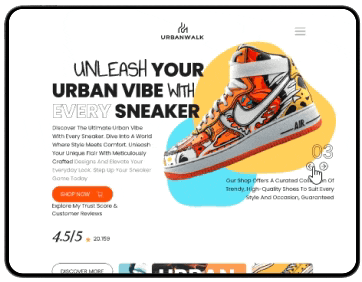 URBANWALK
UNLEASH YOUR
URBAN VIBE WITH
EVERY SNEAKER
Discover The Ultimate Urban Vibe
With Every Sneaker. Dive Into A World
Where Style Meets Comfort. Unleash
Your Unique Flair With Meticulously
Crafted Designs And Elevate Your
Everyday Look. Step Up Your Sneaker
Game Today
SHOP NOW
Explore My Trust Score &
Customer Reviews
4.5/5 20,159
03
Our Shop Offers A Curated Of
Trendy, High-Quality Shoes To Suit Every
Style And Occasion, Guaranteed
DISCOVER MORE
URBAN